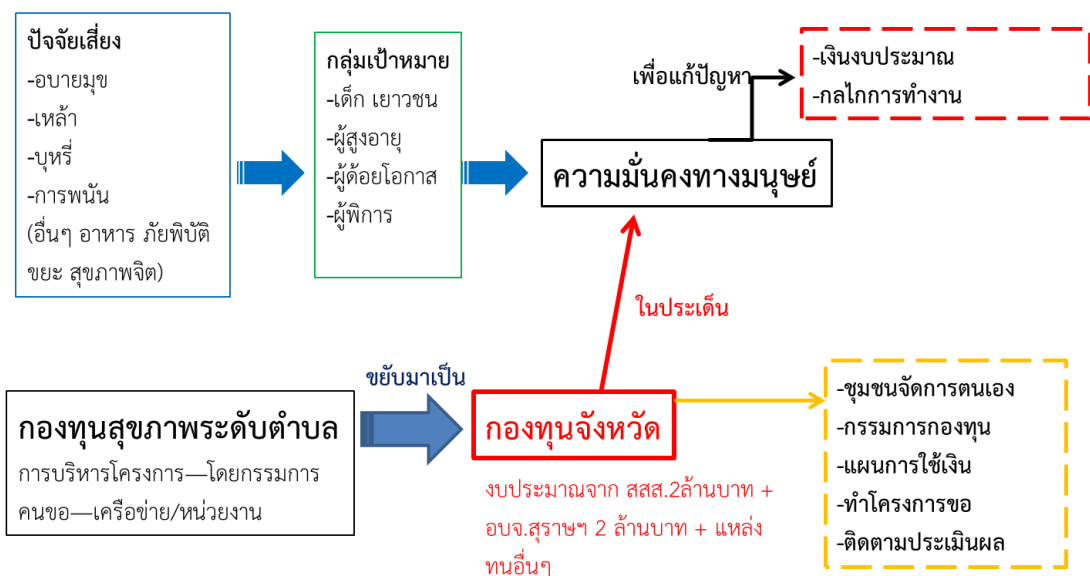 ปัจจัยเสี่ยง
-อบายมุข
-เหล้า
-บุหรี่
-การพนัน
(อื่นๆ อาหาร ภัยพิบัติ
ขยะ สุขภาพจิต)
กลุ่มเป้าหมาย
-เด็ก เยาวชน
-ผู้สูงอายุ
-ผู้ด้อยโอกาส
-ผู้พิการ
ความมั่นคงทางมนุษย์
เพื่อแก้ปัญหา
-เงินงบประมาณ
-กลไกการทำงาน
ในประเด็น
กองทุนสุขภาพระดับตำบล
การบริหารโครงการ—โดยกรรมการ
คนขอ—เครือข่าย/หน่วยงาน
ขยับมาเป็น
กองทุนจังหวัด
งบประมาณจาก สสส.2ล้านบาท +
อบจ.สุราษฯ 2 ล้านบาท + แหล่ง
ทนอื่นๆ
-ชุมชนจัดการตนเอง
-กรรมการกองทุน
-แผนการใช้เงิน
-ทำโครงการขอ
-ติดตามประเมินผล